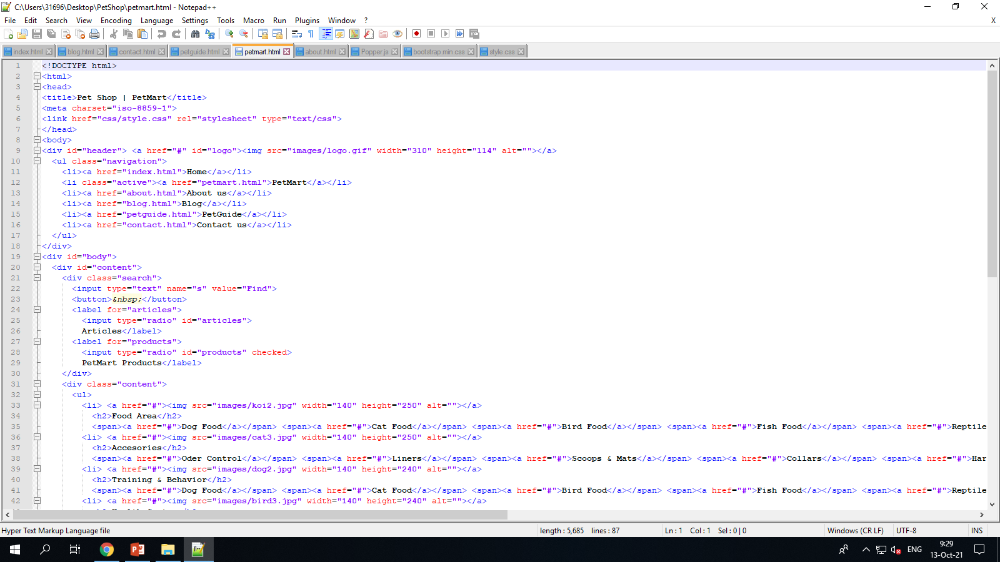 C:\Users\31696\Desktop\PetShop\petmart.html - Notepad++
File Edit Search View Encoding Language Settings Tools Macro Run Plugins Window ? X
index.html blog.html contact.html petguide.html petmart.html about.html Popper.js bootstrap.min.css style.css
1 <!DOCTYPE html>
2 <html>
3 <head>
4 <title>Pet Shop | PetMart</title>
5 <meta charset="iso-8859-1">
6 <link href="css/style.css" rel="stylesheet" type="text/css">
7 </head>
8 <body>
9 <div id="header"> <a href="#" id="logo"><img src="images/logo.gif" width="310" height="114" alt=""></a>
10 <ul class="navigation">
11 <li><a href="index.html">Home</a></li>
12 <li class="active"><a href="petmart.html">PetMart</a></li>
13 <li><a href="about.html">About us</a></li>
14 <li><a href="blog.html">Blog</a></li>
15 <li><a href="petguide.html">PetGuide</a></li>
16 <li><a href="contact.html">Contact us</a></li>
17 </ul>
18 </div>
19 <div id="body">
20 <div id="content">
21 <div class="search">
22 <input type="text" name="s" value="Find">
23 <button>&nbsp;</button>
24 <label for="articles">
25 <input type="radio" id="articles">
26 Articles</label>
27 <label for="products">
28 <input type="radio" id="products" checked>
29 PetMart Products</label>
30 </div>
31 <div class="content">
32 <ul>
33 <li> <a href="#"><img src="images/koi2.jpg" width="140" height="250" alt=""></a>
34 <h2>Food Area</h2>
35 <span><a href="#">Dog Food</a></span> <span><a href="#">Cat Food</a></span> <span><a href="#">Bird Food</a></span> <span><a href="#">Fish Food</a></span> <span><a href="#">Reptile
36 <li> <a href="#"><img src="images/cat3.jpg" width="140" height="250" alt=""></a>
37 <h2>Accesories</h2>
38 <span><a href="#">Oder Control</a></span> <span><a href="#">Liners</a></span> <span><a href="#">Scoops & Mats</a></span> <span><a href="#">Collars</a></span> <span><a href="#">Har
39 <li> <a href="#"><img src="images/dog2.jpg" width="140" height="240" alt=""></a>
40 <h2>Training & Behavior</h2>
41 <span><a href="#">Dog Food</a></span> <span><a href="#">Cat Food</a></span> <span><a href="#">Bird Food</a></span> <span><a href="#">Fish Food</a></span> <span><a href="#">Reptile
42 <li> <a href="#"><img src="images/bird3.jpg" width="140" height="240" alt=""></a>
Hyper Text Markup Language file length : 5,685 lines : 87 Ln : 1 Col : 1 Sel : 0 | 0 Windows (CR LF) UTF-8 INS
ENG
9:29
13-Oct-21